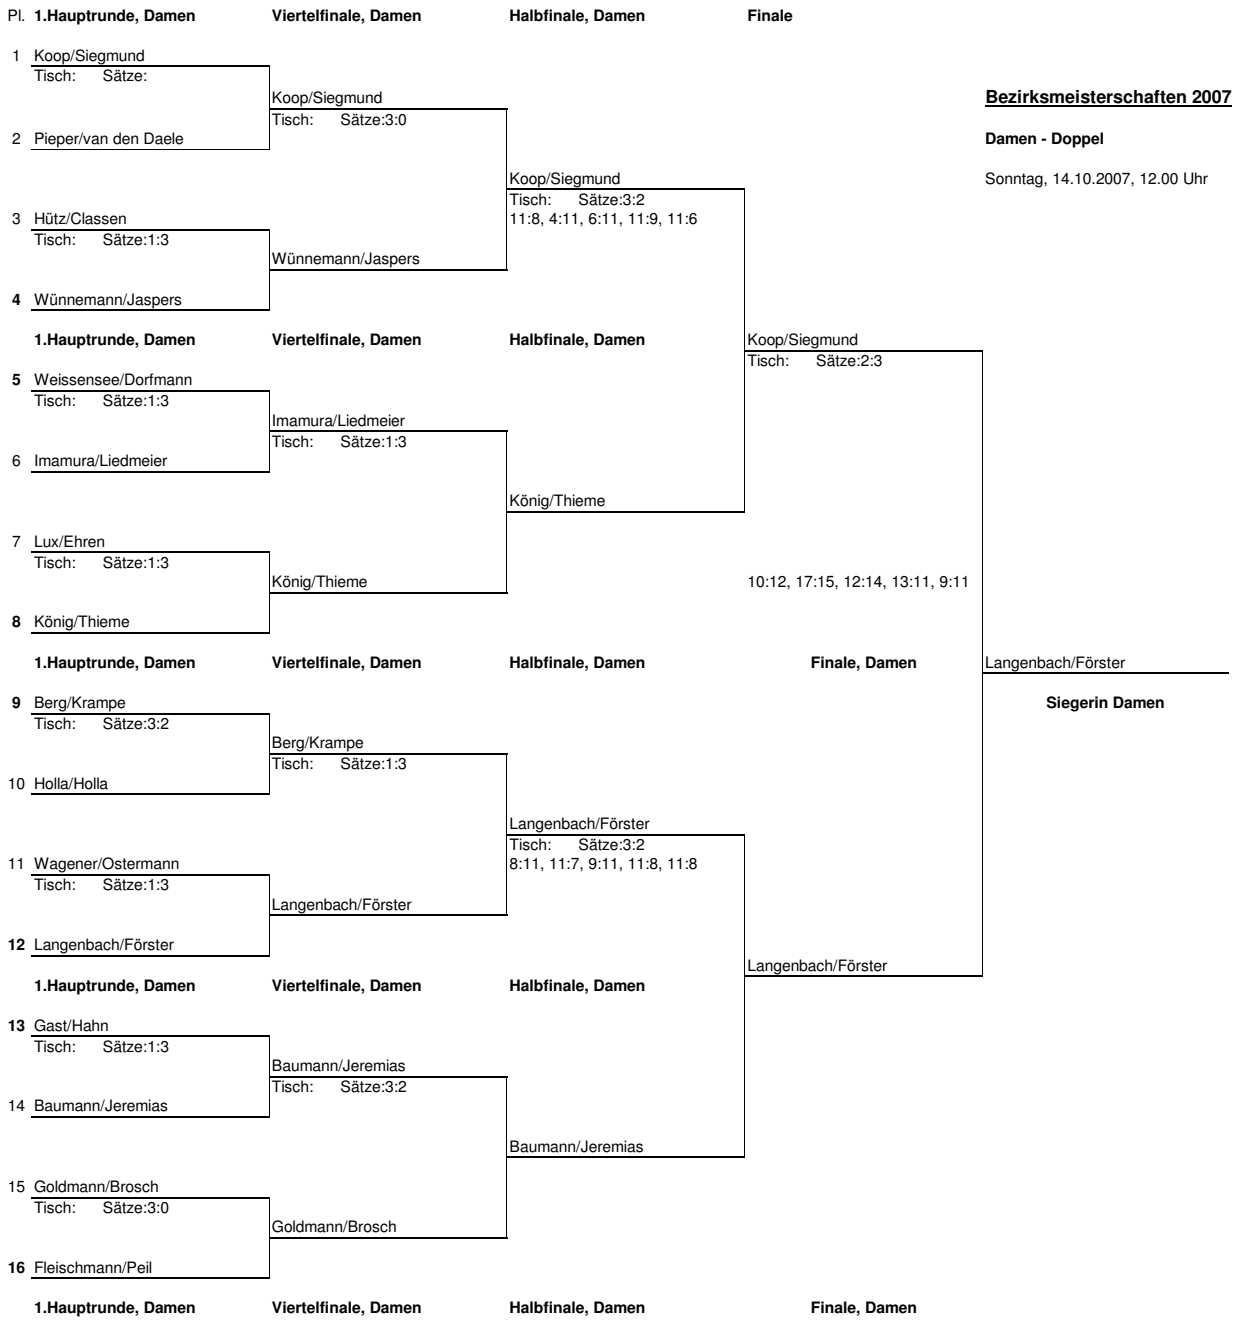 Pl. 1.Hauptrunde, Damen Viertelfinale, Damen Halbfinale, Damen Finale
1 Koop/Siegmund
Tisch: Sätze:
Koop/Siegmund
Bezirksmeisterschaften 2007
Tisch: Sätze:3:0
2 Pieper/van den Daele
Damen - Doppel
Koop/Siegmund
Sonntag, 14.10.2007, 12.00 Uhr
Tisch: Sätze:3:2
3 Hütz/Classen
11:8, 4:11, 6:11, 11:9, 11:6
Tisch: Sätze:1:3
Wünnemann/Jaspers
4 Wünnemann/Jaspers
1.Hauptrunde, Damen Viertelfinale, Damen Halbfinale, Damen
Koop/Siegmund
Tisch: Sätze:2:3
5 Weissensee/Dorfmann
Tisch: Sätze:1:3
Imamura/Liedmeier
Tisch: Sätze:1:3
6 Imamura/Liedmeier
König/Thieme
7 Lux/Ehren
Tisch: Sätze:1:3
König/Thieme
10:12, 17:15, 12:14, 13:11, 9:11
8 König/Thieme
1.Hauptrunde, Damen Viertelfinale, Damen Halbfinale, Damen Finale, Damen
Langenbach/Förster
9 Berg/Krampe
Siegerin Damen
Tisch: Sätze:3:2
Berg/Krampe
Tisch: Sätze:1:3
10 Holla/Holla
Langenbach/Förster
Tisch: Sätze:3:2
11 Wagener/Ostermann
8:11, 11:7, 9:11, 11:8, 11:8
Tisch: Sätze:1:3
Langenbach/Förster
12 Langenbach/Förster
Langenbach/Förster
1.Hauptrunde, Damen Viertelfinale, Damen Halbfinale, Damen
13 Gast/Hahn
Tisch: Sätze:1:3
Baumann/Jeremias
Tisch: Sätze:3:2
14 Baumann/Jeremias
Baumann/Jeremias
15 Goldmann/Brosch
Tisch: Sätze:3:0
Goldmann/Brosch
16 Fleischmann/Peil
1.Hauptrunde, Damen Viertelfinale, Damen Halbfinale, Damen Finale, Damen